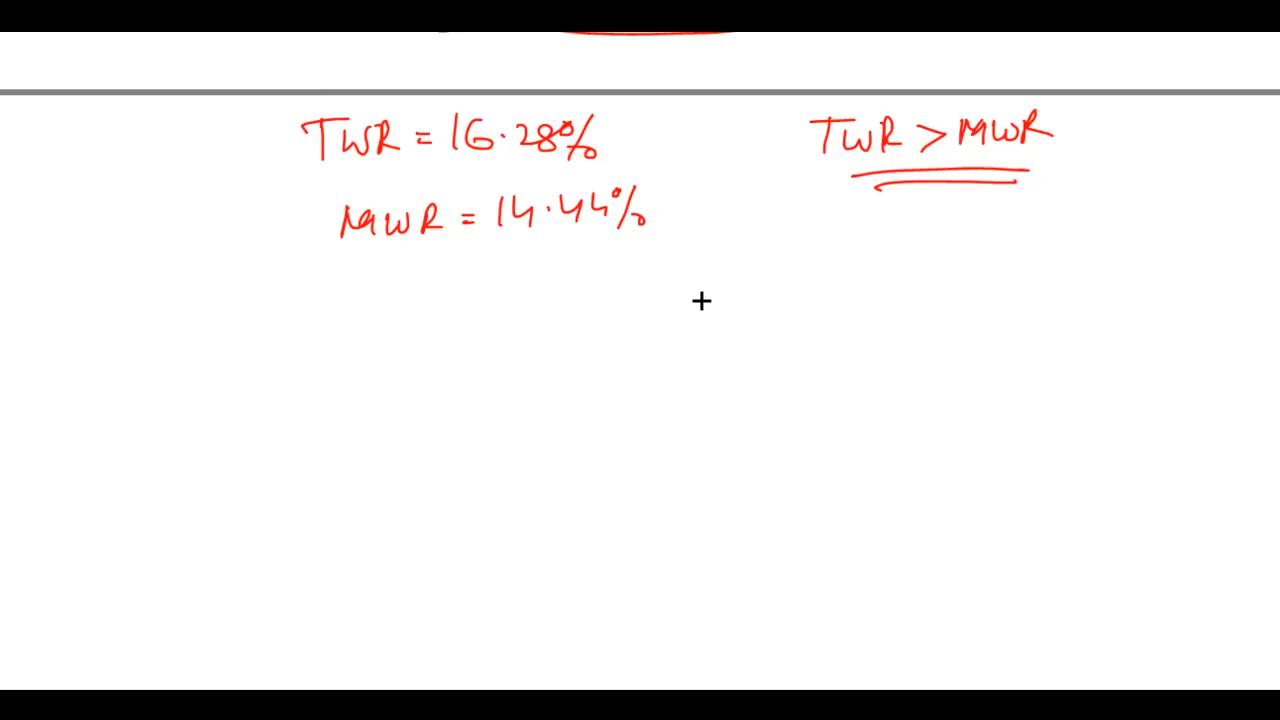 TWR = 16.28%
TWR > MWR
MWR = 14.44%